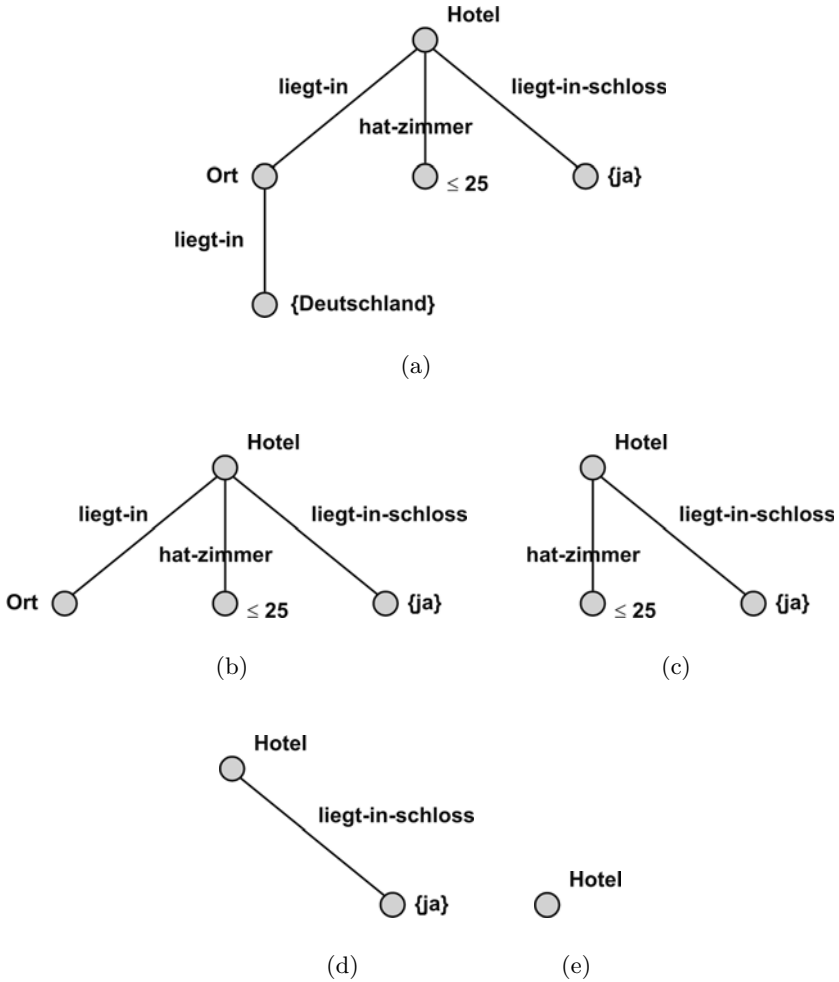 Hotel
liegt-in
liegt-in-schloss
hat-zimmer
Ort
≤ 25
{ja}
liegt-in
{Deutschland}
(a)
Hotel
liegt-in
liegt-in-schloss
hat-zimmer
Ort
≤ 25
{ja}
(b)
Hotel
liegt-in-schloss
hat-zimmer
≤ 25
{ja}
(c)
Hotel
liegt-in-schloss
{ja}
(d)
Hotel
(e)